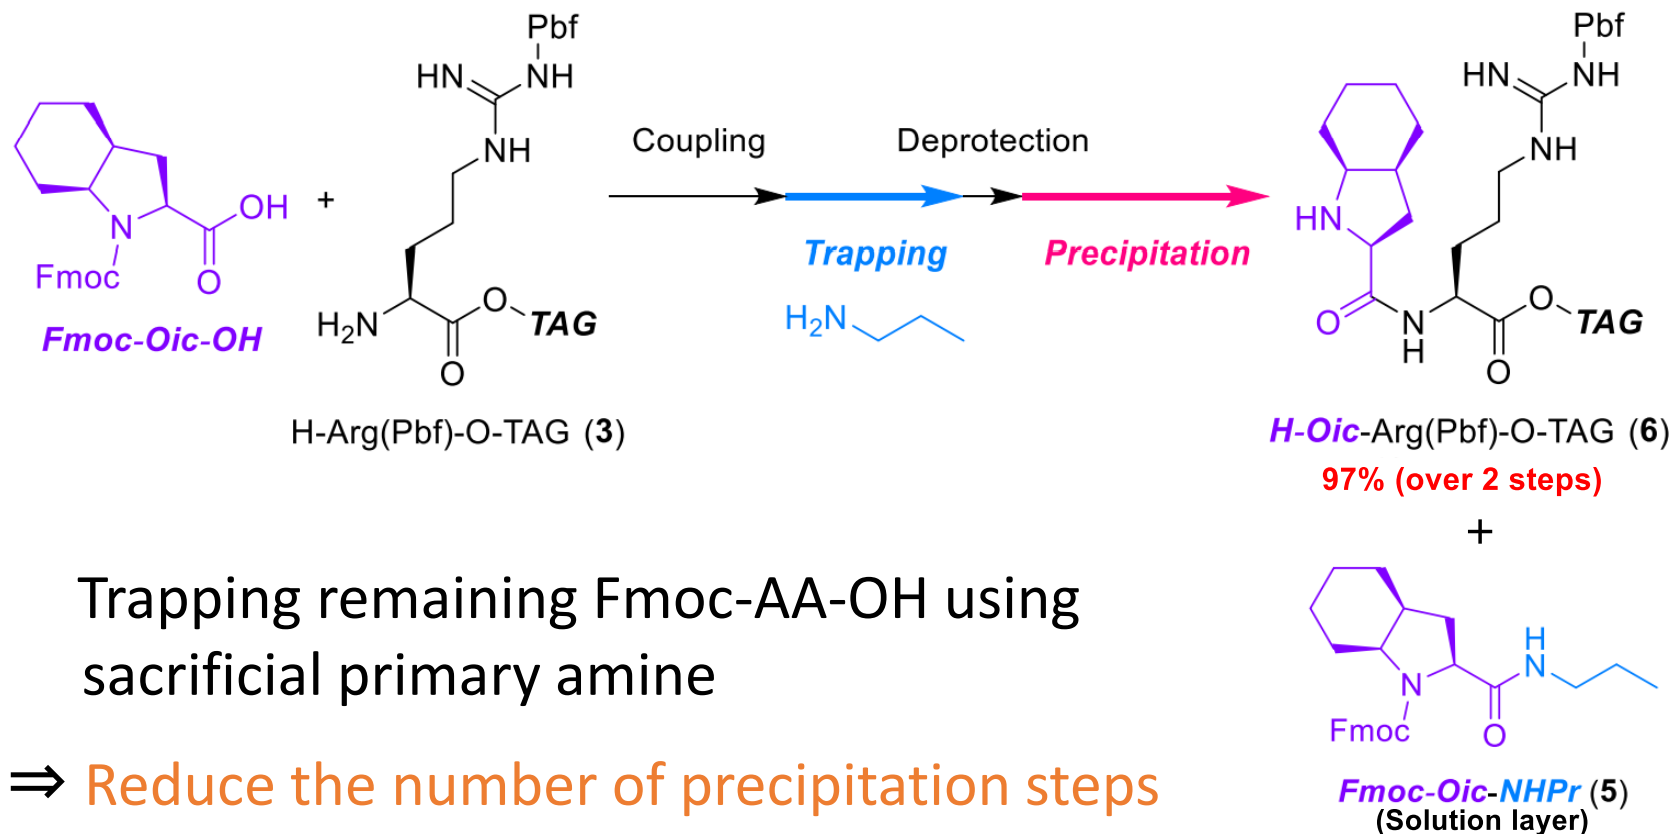 Pbf
HN
NH
NH
N
OH
O
Fmoc
Fmoc-Oic-OH
+
H₂N
O
TAG
O
H-Arg(Pbf)-O-TAG (3)
Coupling
Deprotection
Trapping
Precipitation
H₂N
Pbf
HN
NH
NH
HN
O
N
H
O
TAG
O
H-Oic-Arg(Pbf)-O-TAG (6)
97% (over 2 steps)
+
H
N
N
Fmoc
O
Fmoc-Oic-NHPr (5)
(Solution layer)
Trapping remaining Fmoc-AA-OH using
sacrificial primary amine
⇒ Reduce the number of precipitation steps